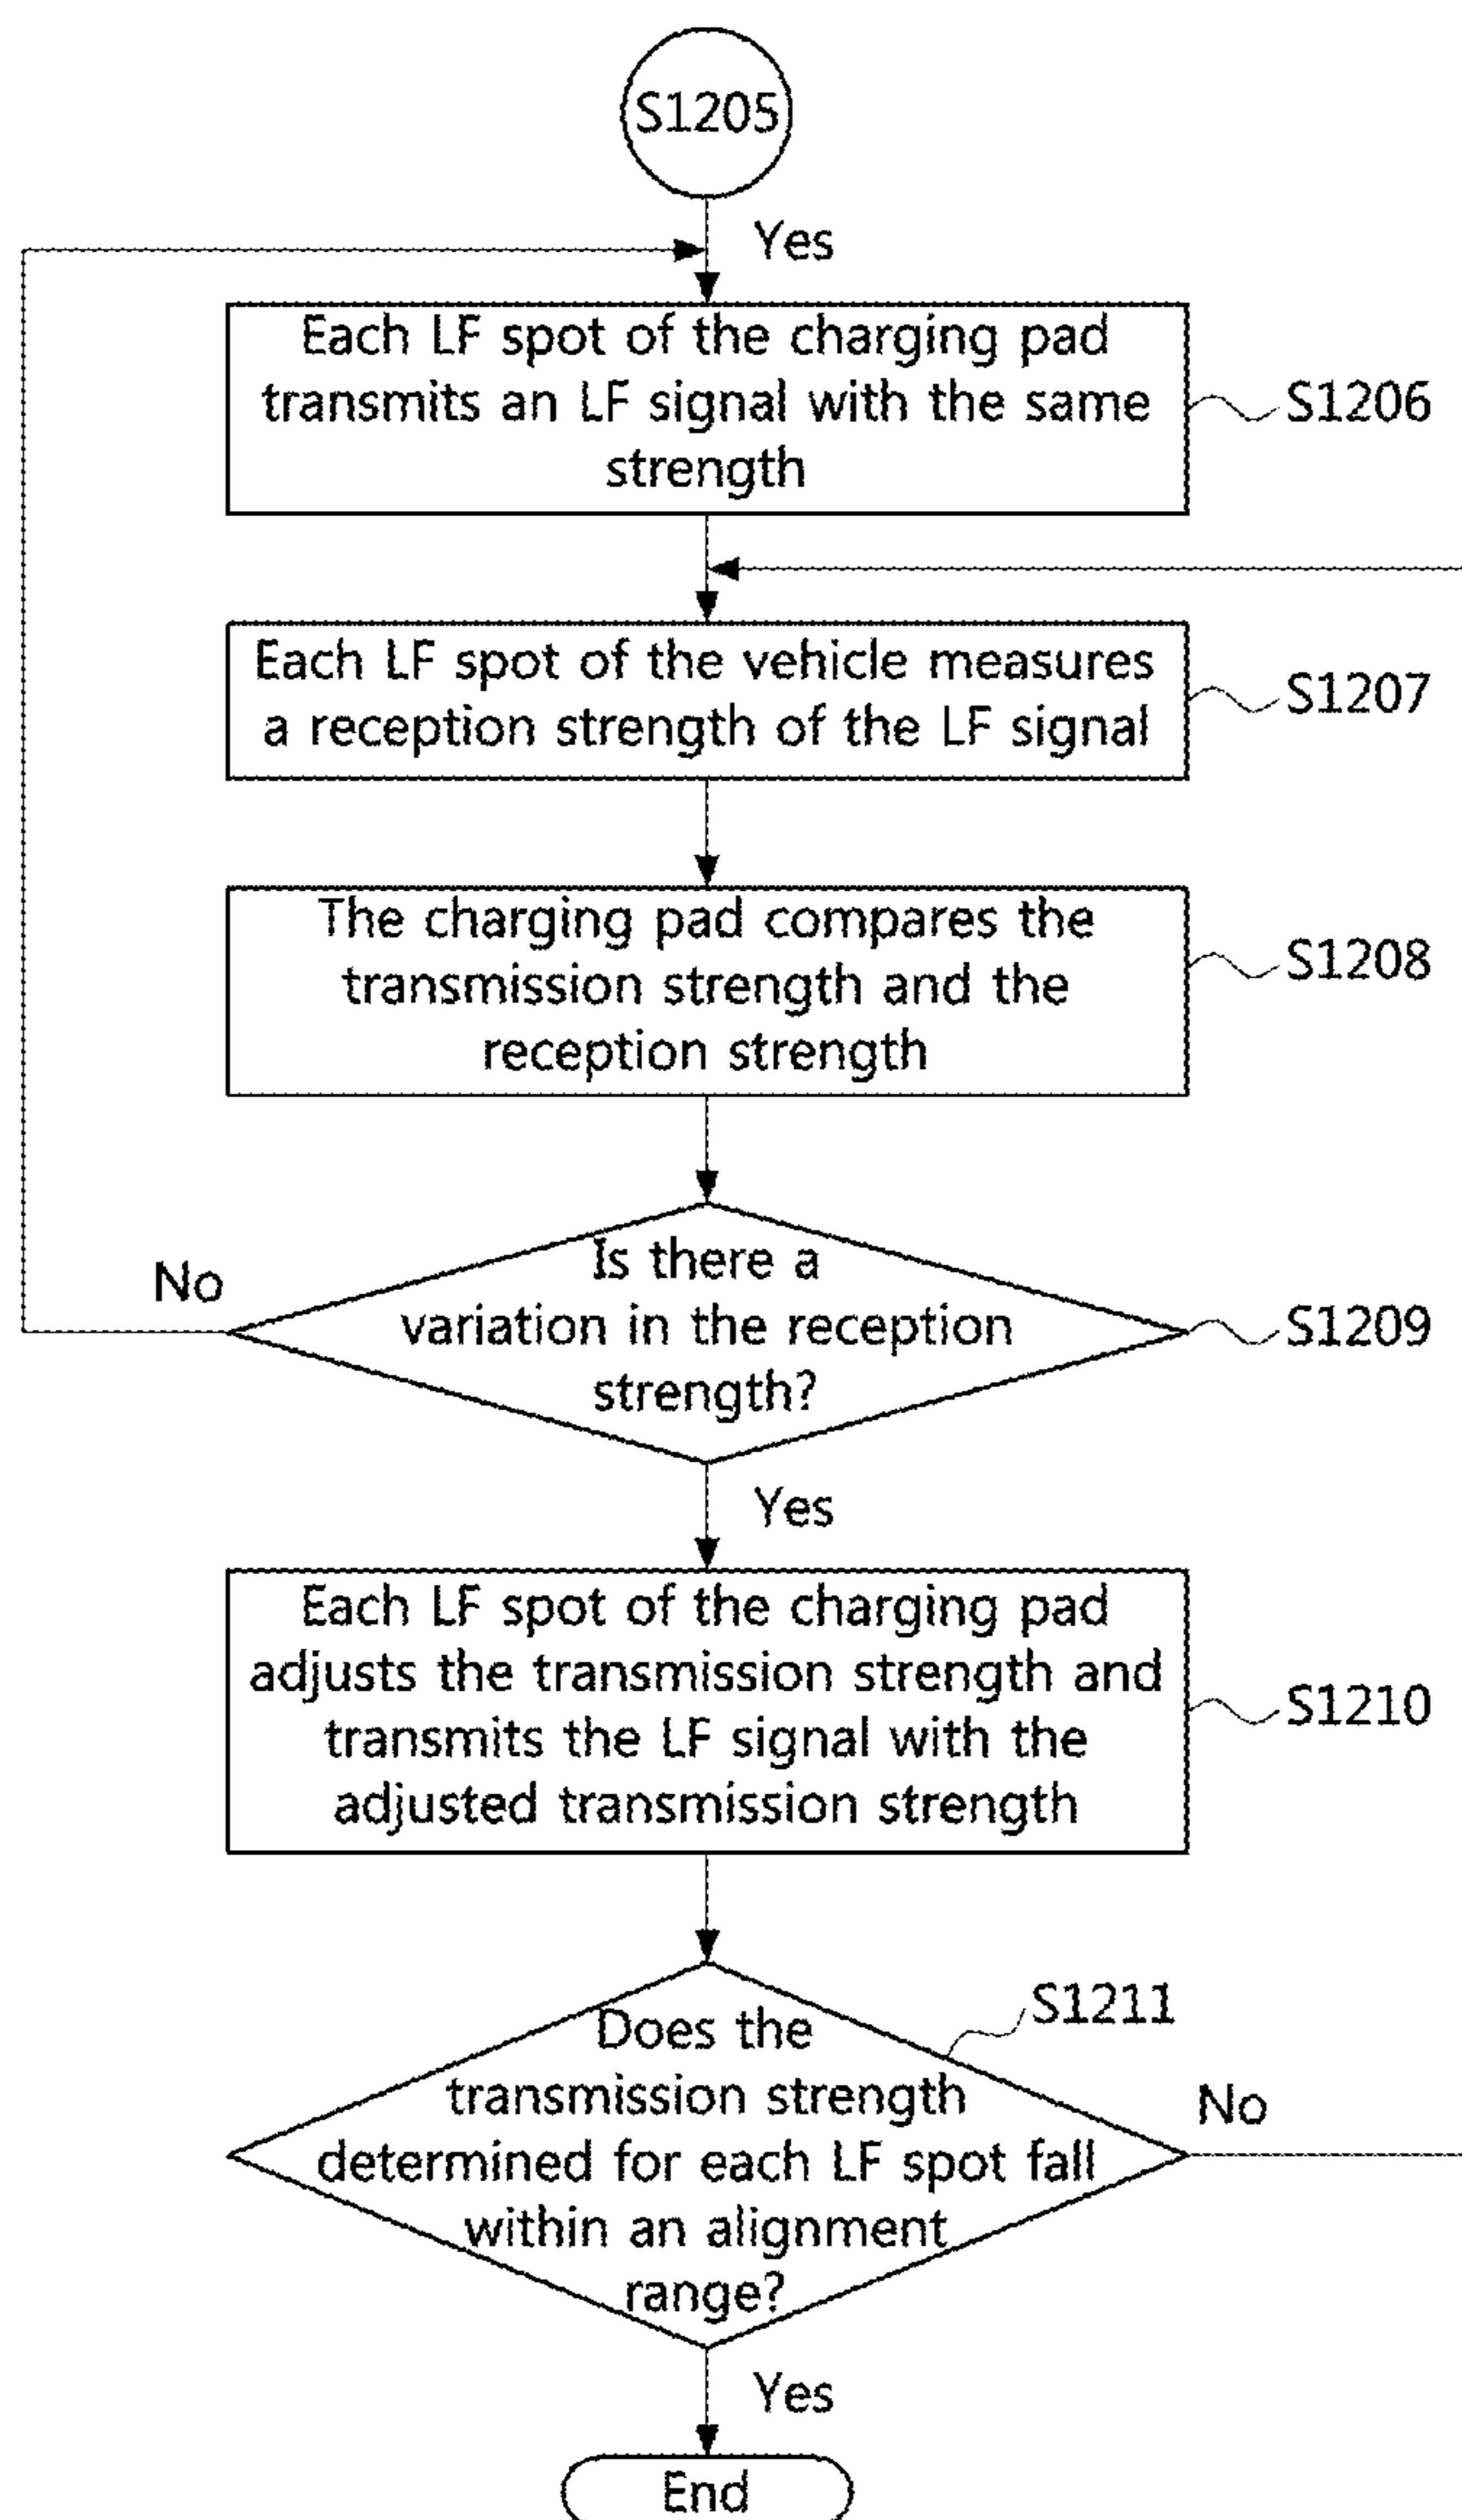 S1205
Yes
Each LF spot of the charging pad
transmits an LF signal with the same
strength
S1206
Each LF spot of the vehicle measures
a reception strength of the LF signal
S1207
The charging pad compares the
transmission strength and the
reception strength
S1208
Is there a
variation in the reception
strength?
No
S1209
Yes
Each LF spot of the charging pad
adjusts the transmission strength and
transmits the LF signal with the
adjusted transmission strength
S1210
Does the
transmission strength
determined for each LF spot fall
within an alignment
range?
S1211
No
Yes
End